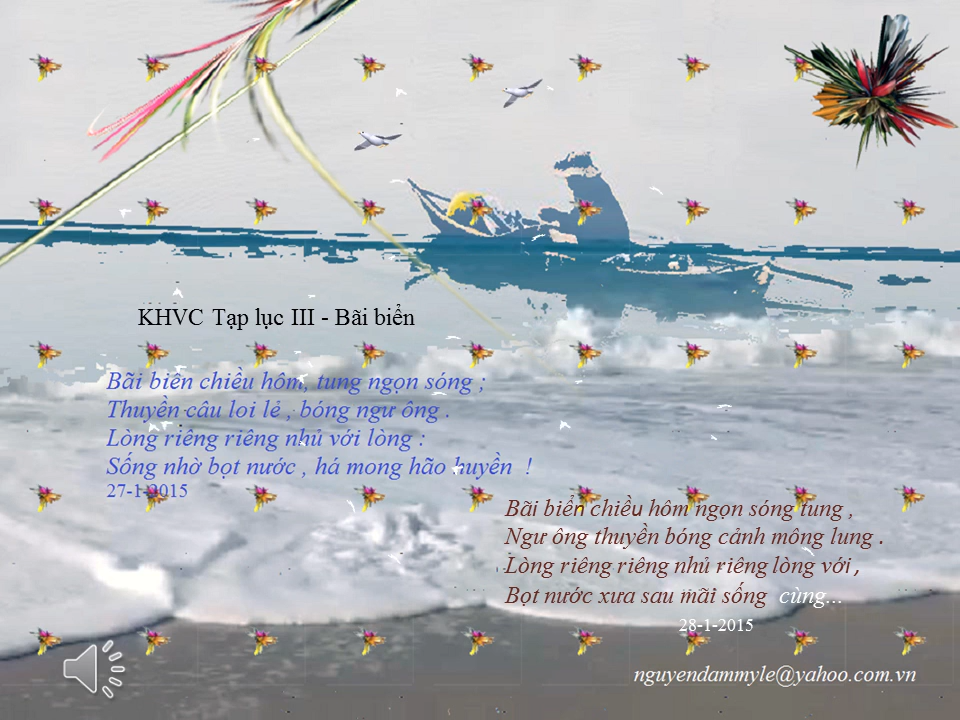 KHVC Tạp lục III - Bãi biển
Bãi biển chiều hôm, tung ngọn sóng ;
Thuyền câu loi lẻ , bóng ngư ông .
Lòng riêng riêng nhủ với lòng :
Sống nhờ bọt nước , há mong hão huyền !
27-1-2015
Bãi biển chiều hôm ngọn sóng tung ,
Ngư ông thuyền bóng cảnh mông lung .
Lòng riêng riêng nhủ riêng lòng với ,
Bọt nước xưa sau mãi sống cùng...
28-1-2015
nguyendammyle@yahoo.com.vn